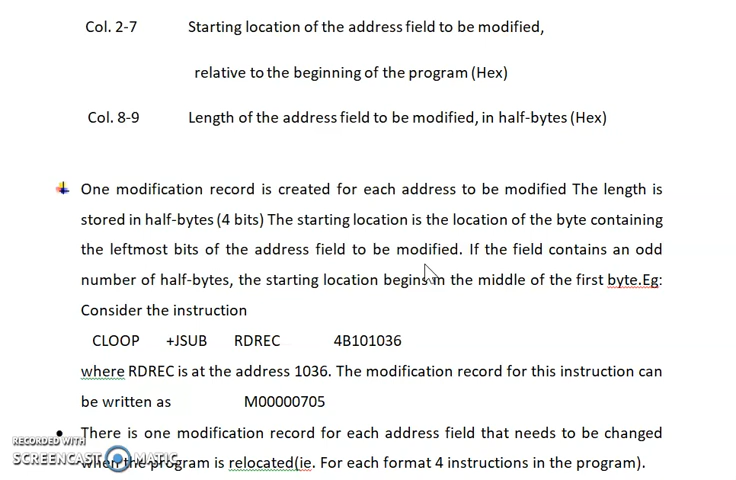 Col. 2-7 Starting location of the address field to be modified,
relative to the beginning of the program (Hex)
Col. 8-9 Length of the address field to be modified, in half-bytes (Hex)
One modification record is created for each address to be modified The length is
stored in half-bytes (4 bits) The starting location is the location of the byte containing
the leftmost bits of the address field to be modified. If the field contains an odd
number of half-bytes, the starting location begins in the middle of the first byte.Eg:
Consider the instruction
CLOOP +JSUB RDREC 4B101036
where RDREC is at the address 1036. The modification record for this instruction can
be written as M00000705
There is one modification record for each address field that needs to be changed
when the program is relocated(ie. For each format 4 instructions in the program).
RECORDED WITH
SCREENCAST MATIC